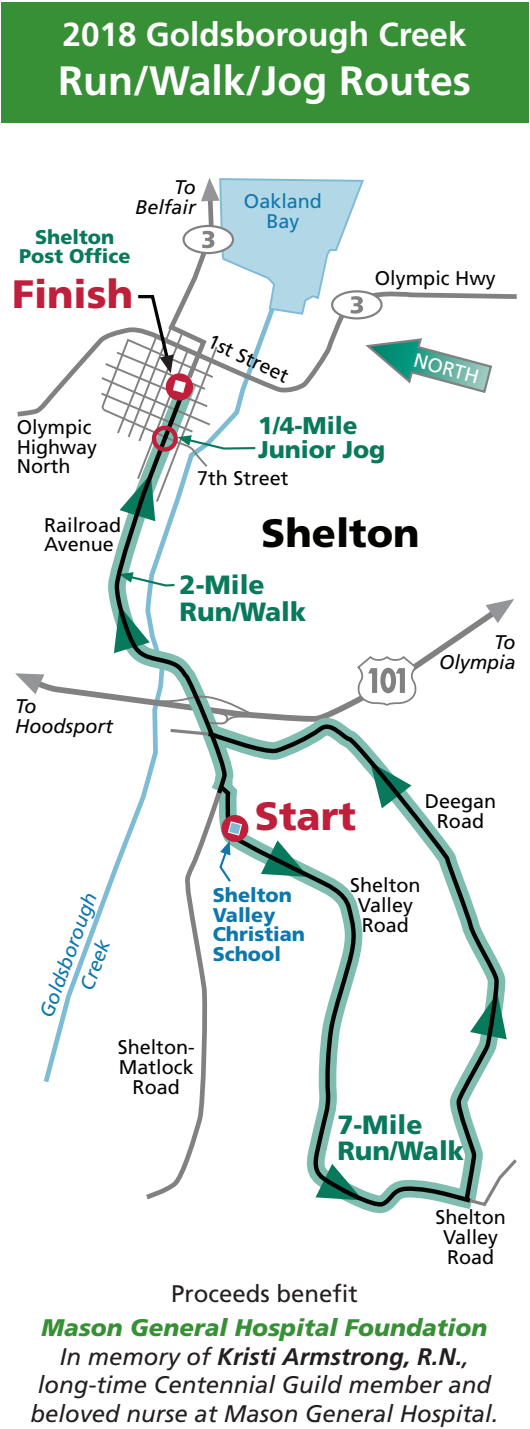 2018 Goldsborough Creek
Run/Walk/Jog Routes
To
Belfair
Oakland
Bay
3
Shelton
Post Office
Finish
Olympic Hwy
3
1st Street
NORTH
Olympic
Highway
North
1/4-Mile
Junior Jog
7th Street
Railroad
Avenue
Shelton
2-Mile
Run/Walk
To
Olympia
101
To
Hoodsport
Start
Deegan
Road
Shelton
Valley
Road
Shelton
Valley
Christian
School
Goldsborough
Creek
Shelton-
Matlock
Road
7-Mile
Run/Walk
Shelton
Valley
Road
Proceeds benefit
Mason General Hospital Foundation
In memory of Kristi Armstrong, R.N.,
long-time Centennial Guild member and
beloved nurse at Mason General Hospital.